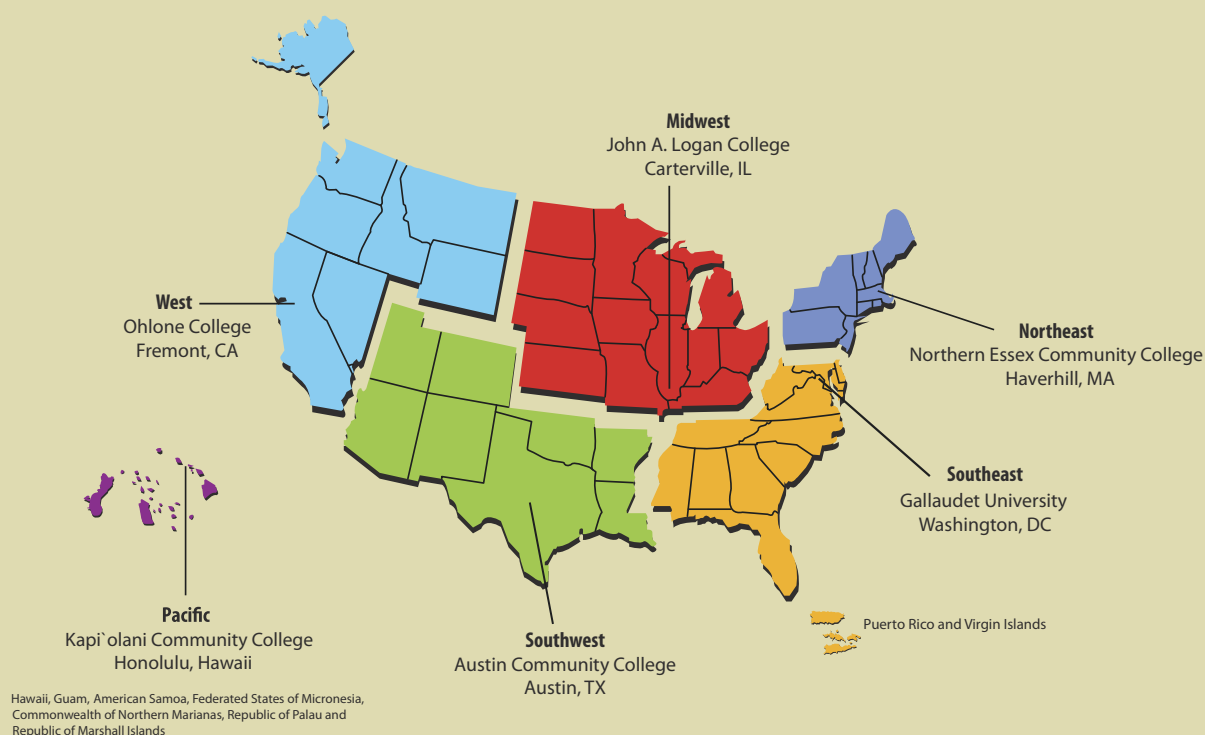 Midwest
John A. Logan College
Carterville, IL
West
Ohlone College
Fremont, CA
Northeast
Northern Essex Community College
Haverhill, MA
Southeast
Gallaudet University
Washington, DC
Pacific
Kapi`olani Community College
Honolulu, Hawaii
Southwest
Austin Community College
Austin, TX
Puerto Rico and Virgin Islands
Hawaii, Guam, American Samoa, Federated States of Micronesia,
Commonwealth of Northern Marianas, Republic of Palau and
Republic of Marshall Islands